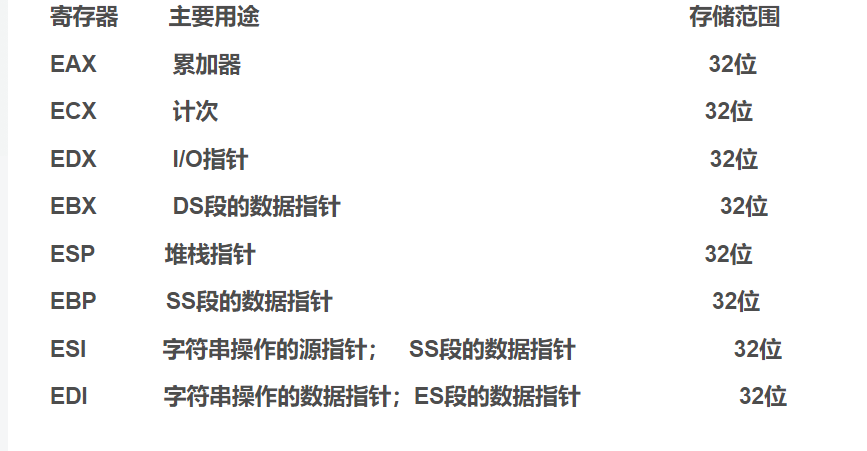 寄存器 主要用途 存储范围
EAX 累加器 32位
ECX 计次 32位
EDX I/O指针 32位
EBX DS段的数据指针 32位
ESP 堆栈指针 32位
EBP SS段的数据指针 32位
ESI 字符串操作的源指针； SS段的数据指针 32位
EDI 字符串操作的数据指针；ES段的数据指针 32位